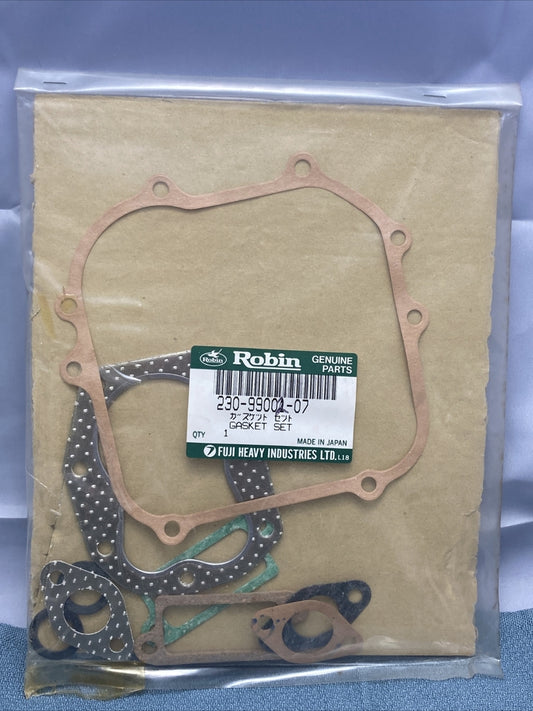 Robin
Robin
GENUINE PARTS
230-99001-07
ガスケット セット
GASKET SET
QTY 1
MADE IN JAPAN
FUJI HEAVY INDUSTRIES LTD. L18